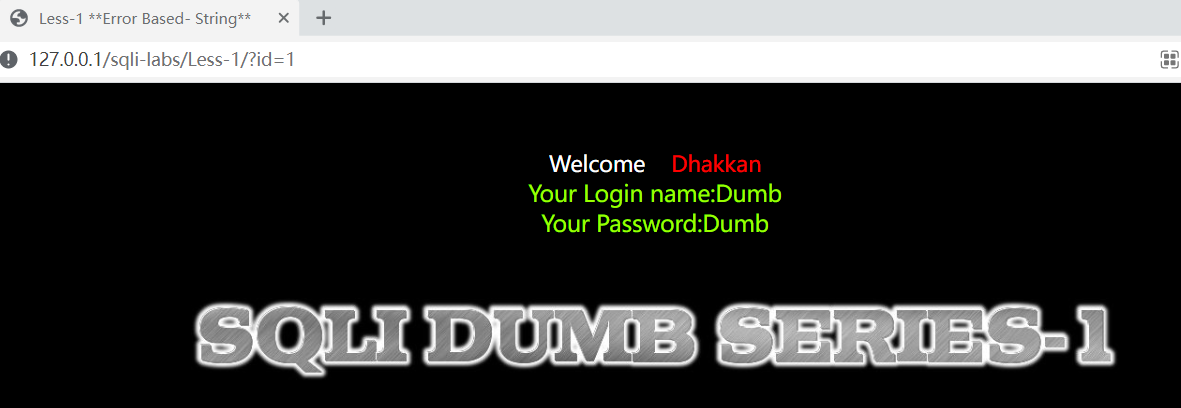 Less-1 **Error Based- String**
127.0.0.1/sqli-labs/Less-1/?id=1
Welcome Dhakkan
Your Login name:Dumb
Your Password:Dumb
SQLI DUMB SERIES-1